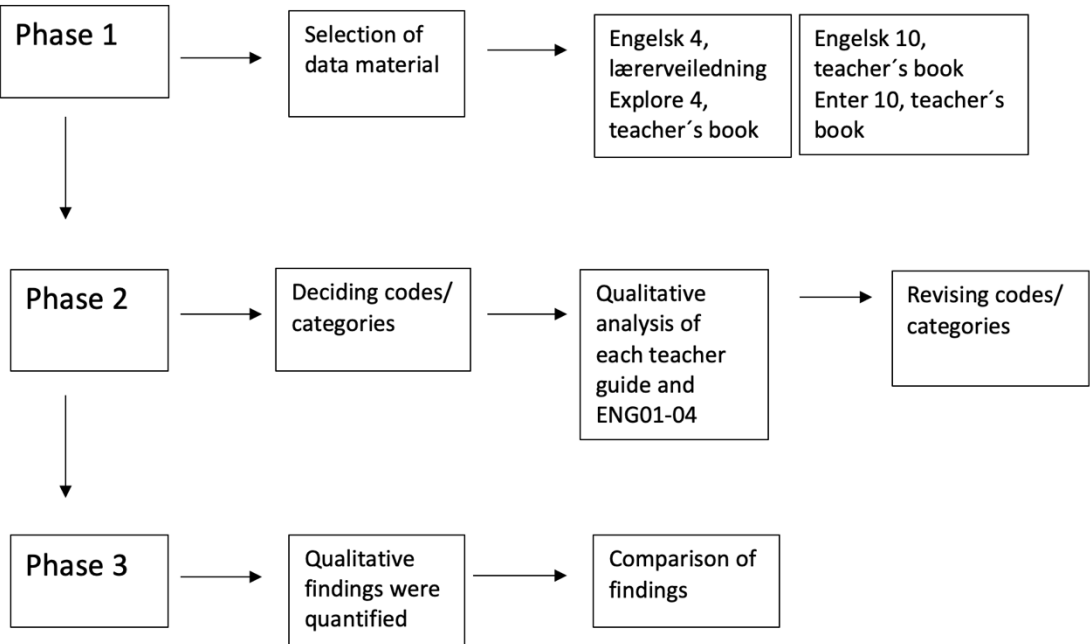 Phase 1
Selection of
data material
Engelsk 4,
lærerveiledning
Explore 4,
teacher´s book
Engelsk 10,
teacher´s book
Enter 10, teacher´s
book
Phase 2
Deciding codes/
categories
Qualitative
analysis of
each teacher
guide and
ENG01-04
Revising codes/
categories
Phase 3
Qualitative
findings were
quantified
Comparison of
findings